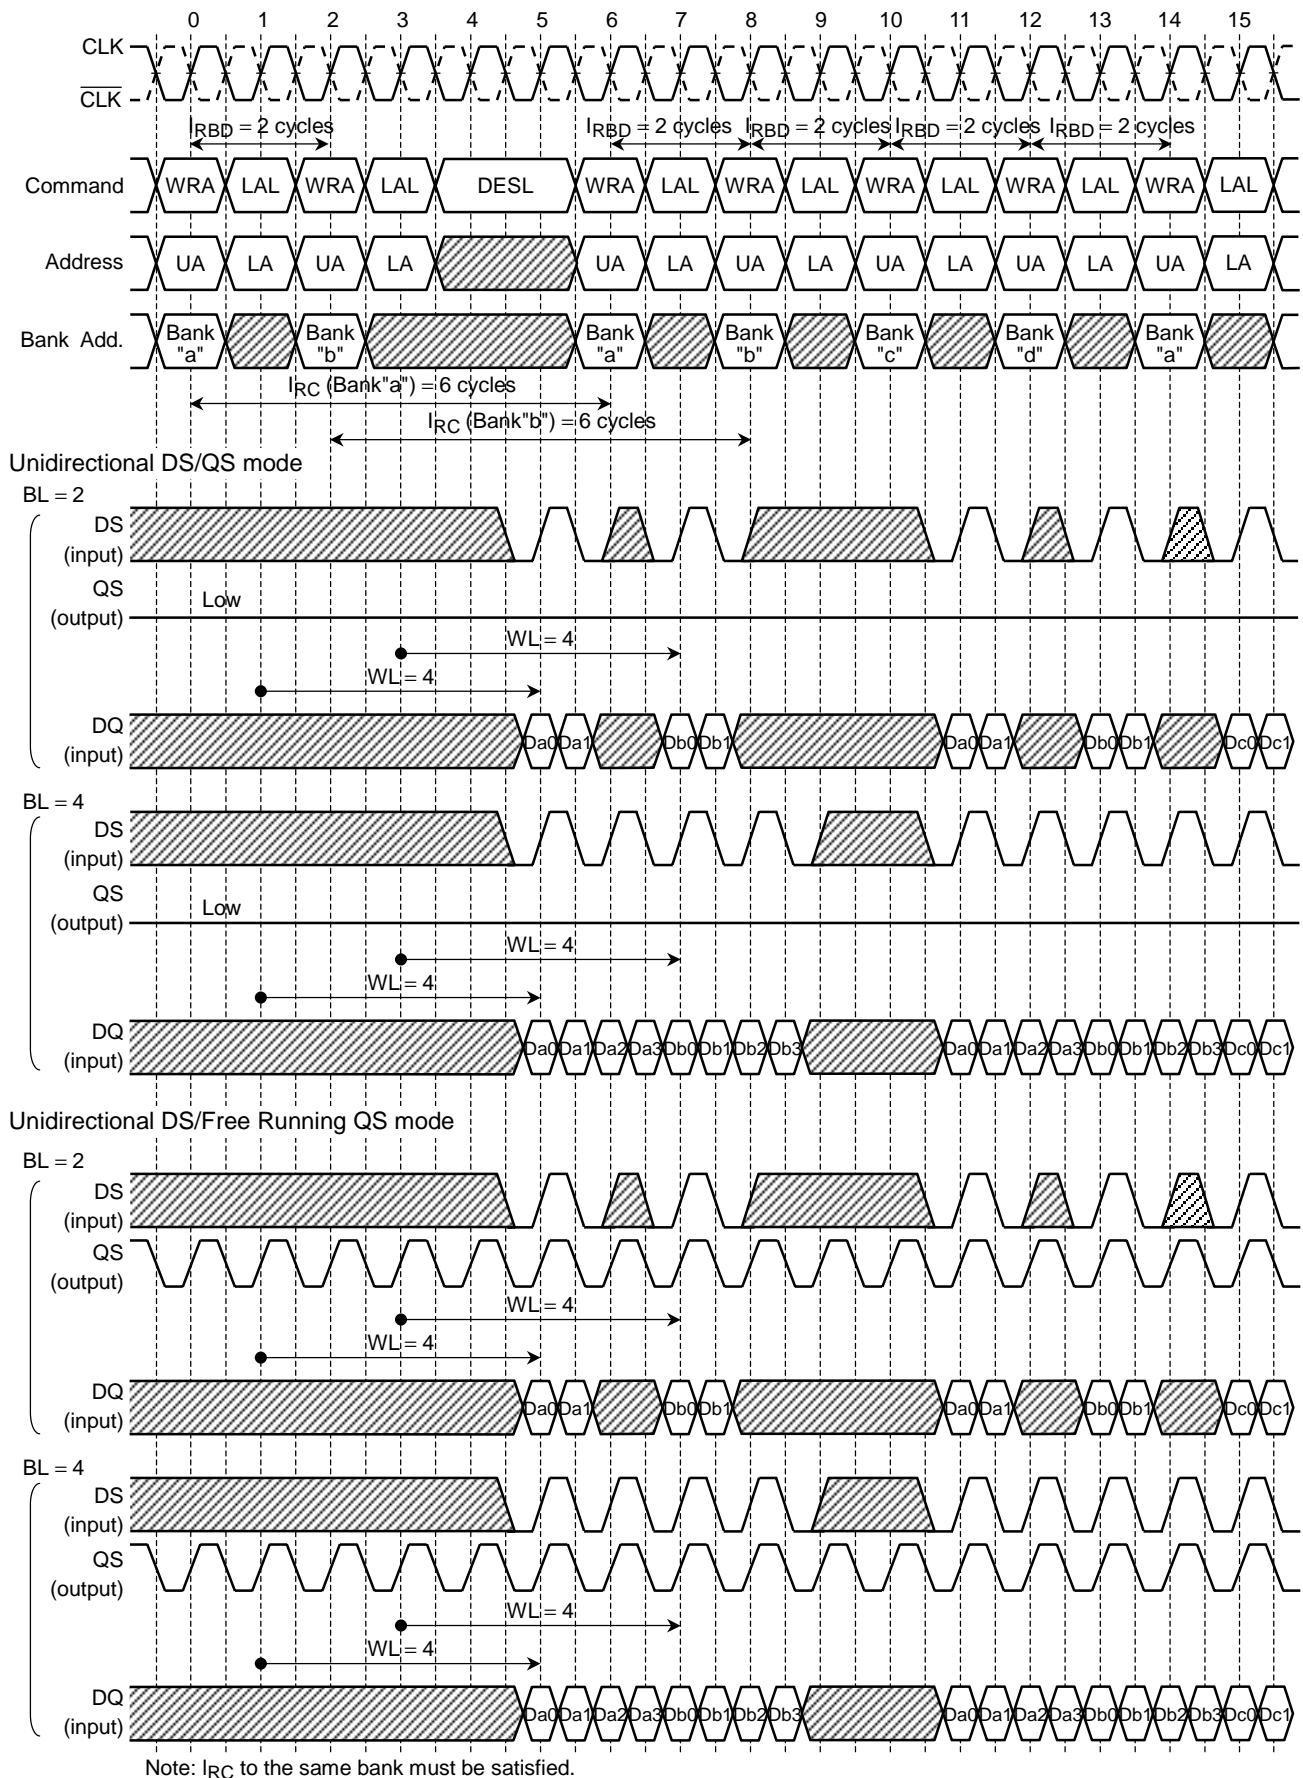 0 1 2 3 4 5 6 7 8 9 10 11 12 13 14 15
CLK
CLK
IRBD = 2 cycles IRBD = 2 cycles IRBD = 2 cycles IRBD = 2 cycles IRBD = 2 cycles
Command WRA LAL WRA LAL DESL WRA LAL WRA LAL WRA LAL WRA LAL WRA LAL
Address UA LA UA LA UA LA UA LA UA LA UA LA UA LA
Bank Add. Bank "a" Bank "b" Bank "a" Bank "b" Bank "c" Bank "d" Bank "a"
IRC (Bank"a") = 6 cycles
IRC (Bank"b") = 6 cycles
Unidirectional DS/QS mode
BL = 2
DS
(input)
QS
(output)
Low
WL = 4
WL = 4
DQ
(input)
Da0 Da1 Db0 Db1 Da0 Da1 Db0 Db1 Dc0 Dc1
BL = 4
DS
(input)
QS
(output)
Low
WL = 4
WL = 4
DQ
(input)
Da0 Da1 Da2 Da3 Db0 Db1 Db2 Db3 Da0 Da1 Da2 Da3 Db0 Db1 Db2 Db3 Dc0 Dc1
Unidirectional DS/Free Running QS mode
BL = 2
DS
(input)
QS
(output)
WL = 4
WL = 4
DQ
(input)
Da0 Da1 Db0 Db1 Da0 Da1 Db0 Db1 Dc0 Dc1
BL = 4
DS
(input)
QS
(output)
WL = 4
WL = 4
DQ
(input)
Da0 Da1 Da2 Da3 Db0 Db1 Db2 Db3 Da0 Da1 Da2 Da3 Db0 Db1 Db2 Db3 Dc0 Dc1
Note: IRC to the same bank must be satisfied.